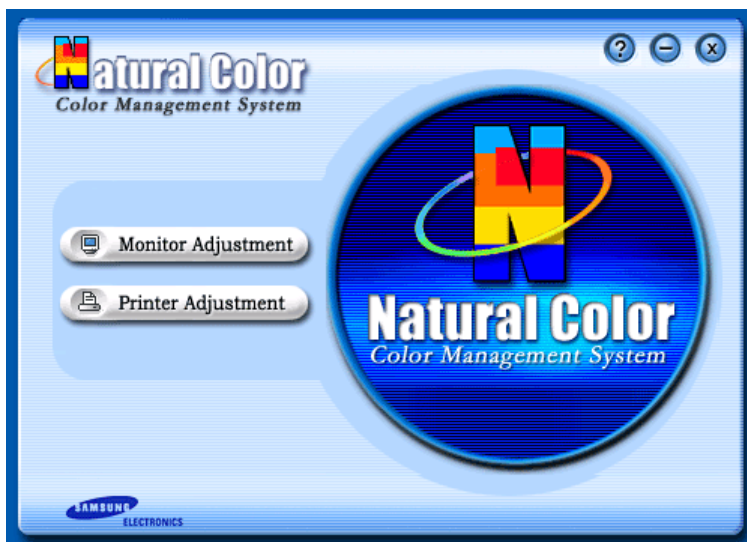 Natural Color
Color Management System
?
Monitor Adjustment
Printer Adjustment
N
Natural Color
Color Management System
SAMSUNG
ELECTRONICS